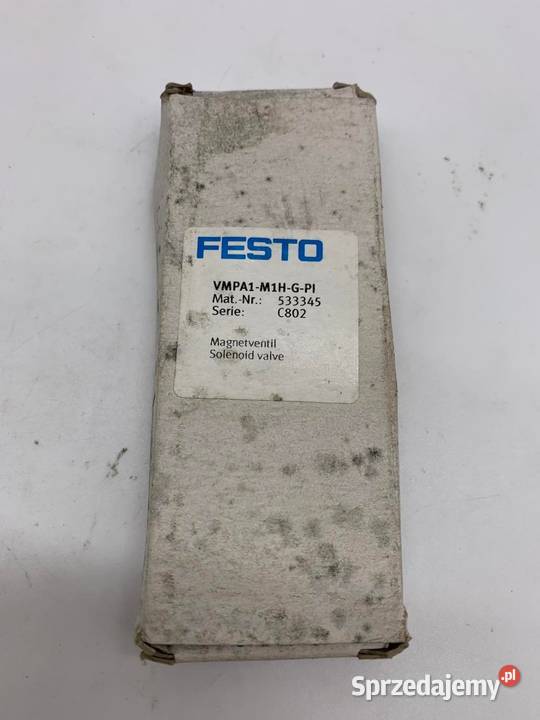 FESTO
VMPA1-M1H-G-PI
Mat.-Nr.: 533345
Serie: C802
Magnetventil
Solenoid valve
Sprzedajemy.pl